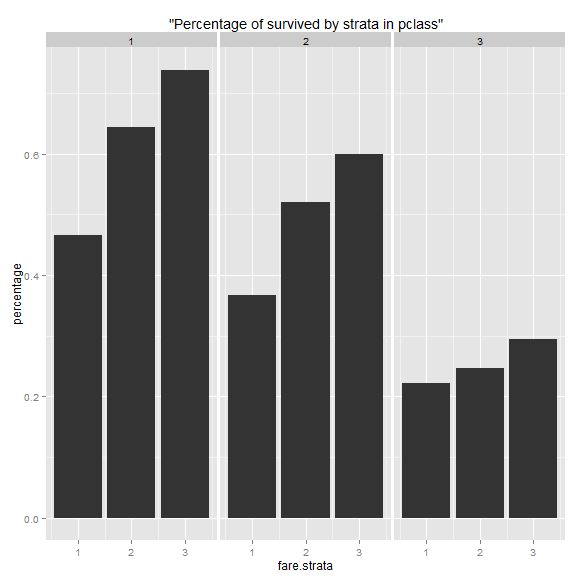 "Percentage of survived by strata in pclass"
1 2 3
0.6
0.4
0.2
0.0
percentage
1 2 3 1 2 3 1 2 3
fare.strata